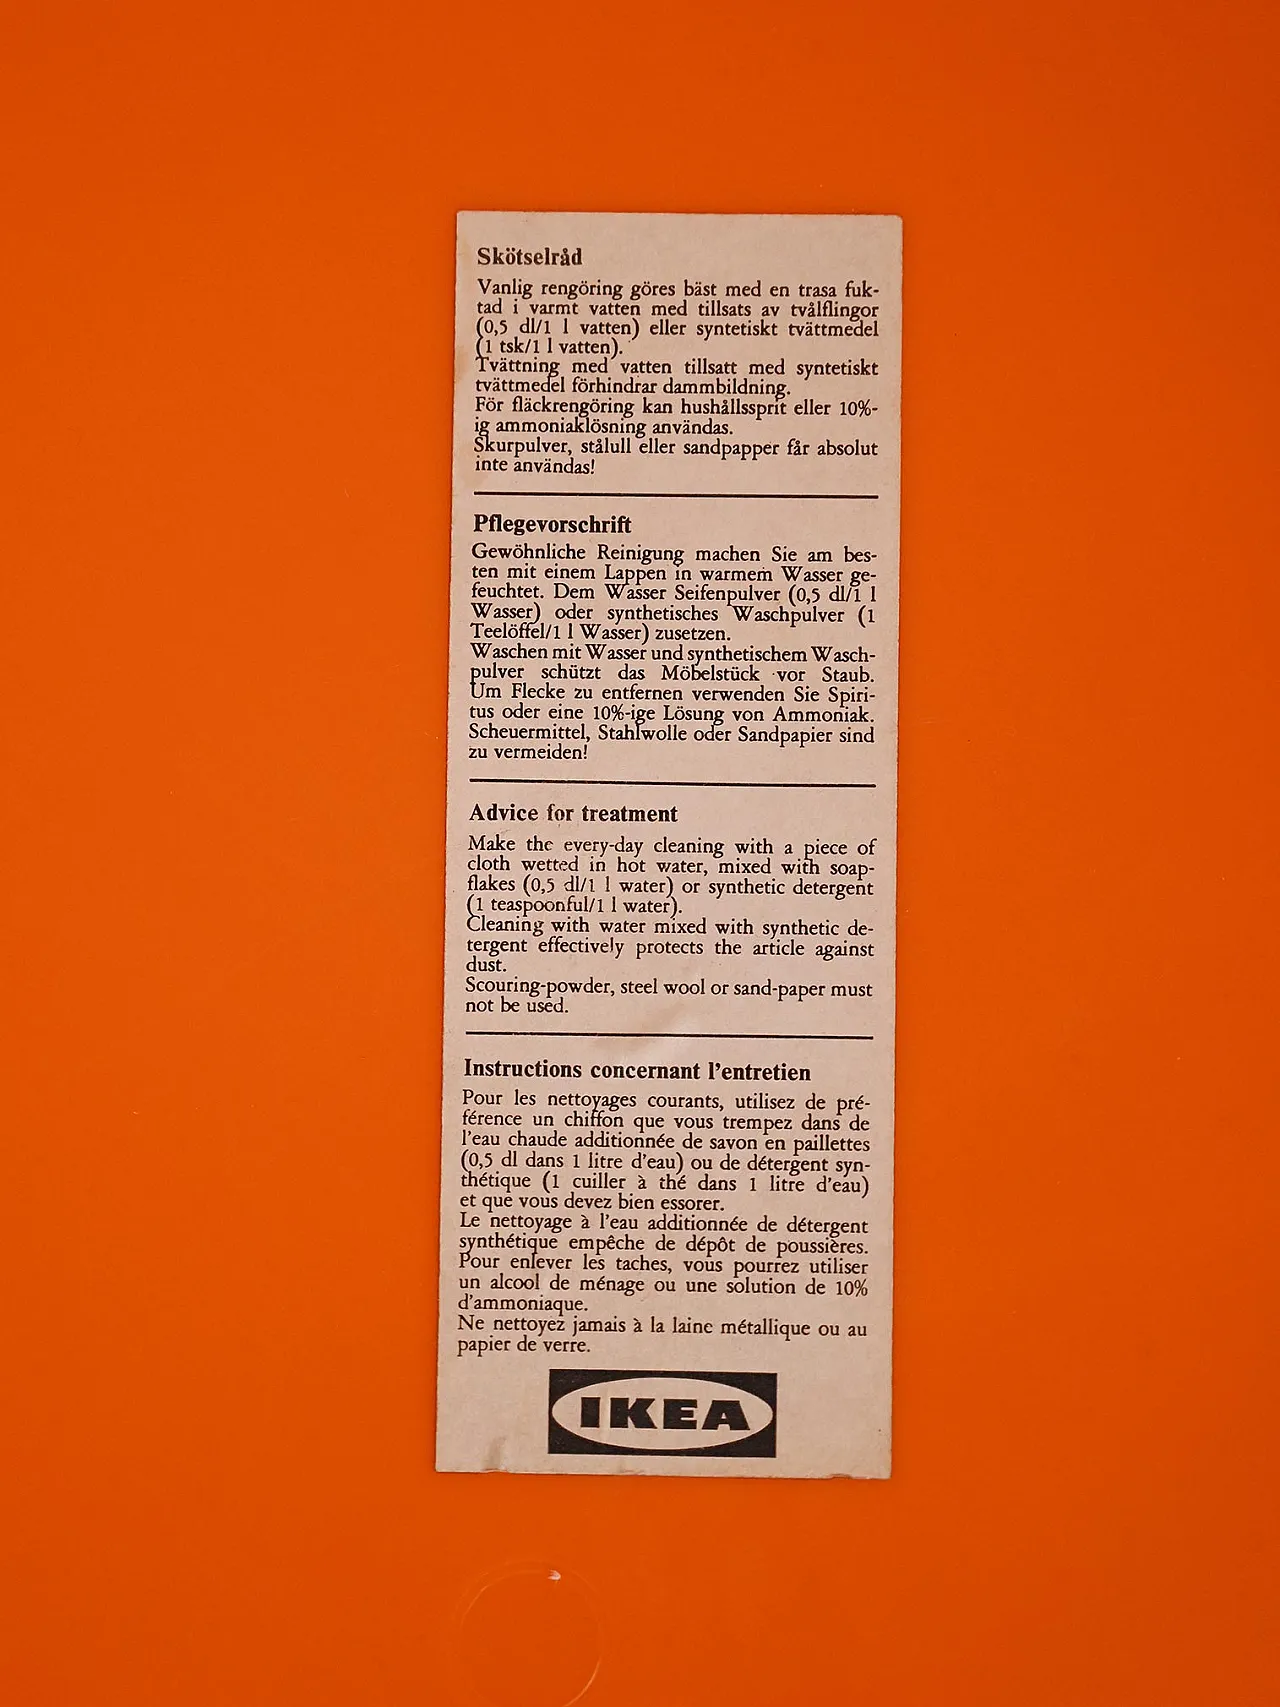 Skötselråd
Vanlig rengöring göres bäst med en trasa fuk-
tad i varmt vatten med tillsats av tvålflingor
(0,5 dl/1 l vatten) eller syntetiskt tvättmedel
(1 tsk/1 l vatten).
Tvättning med vatten tillsatt med syntetiskt
tvättmedel förhindrar dammbildning.
För fläckrengöring kan hushållssprit eller 10%-
ig ammoniaklösning användas.
Skurpulver, stålull eller sandpapper får absolut
inte användas!
Pflegevorschrift
Gewöhnliche Reinigung machen Sie am bes-
ten mit einem Lappen in warmem Wasser ge-
feuchtet. Dem Wasser Seifenpulver (0,5 dl/1 l
Wasser) oder synthetisches Waschpulver (1
Teelöffel/1 l Wasser) zusetzen.
Waschen mit Wasser und synthetischem Wasch-
pulver schützt das Möbelstück vor Staub.
Um Flecke zu entfernen verwenden Sie Spiri-
tus oder eine 10%-ige Lösung von Ammoniak.
Scheuermittel, Stahlwolle oder Sandpapier sind
zu vermeiden!
Advice for treatment
Make the every-day cleaning with a piece of
cloth wetted in hot water, mixed with soap-
flakes (0,5 dl/1 l water) or synthetic detergent
(1 teaspoonful/1 l water).
Cleaning with water mixed with synthetic de-
tergent effectively protects the article against
dust.
Scouring-powder, steel wool or sand-paper must
not be used.
Instructions concernant l'entretien
Pour les nettoyages courants, utilisez de pré-
férence un chiffon que vous trempez dans de
l'eau chaude additionnée de savon en paillettes
(0,5 dl dans 1 litre d'eau) ou de détergent syn-
thétique (1 cuiller à thé dans 1 litre d'eau)
et que vous devez bien essorer.
Le nettoyage à l'eau additionnée de détergent
synthétique empêche de dépôt de poussières.
Pour enlever les taches, vous pourrez utiliser
un alcool de ménage ou une solution de 10%
d'ammoniaque.
Ne nettoyez jamais à la laine métallique ou au
papier de verre.
IKEA